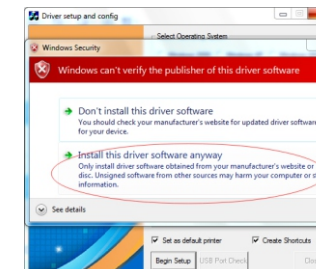 Driver setup and config
Select Operating System
Windows Security
Windows can't verify the publisher of this driver software
Don't install this driver software
You should check your manufacturer's website for updated driver software
for your device.
Install this driver software anyway
Only install driver software obtained from your manufacturer's website or
disc. Unsigned software from other sources may harm your computer or
information.
See details
Set as default printer
Create Shortcuts
Begin Setup
USB Port Check